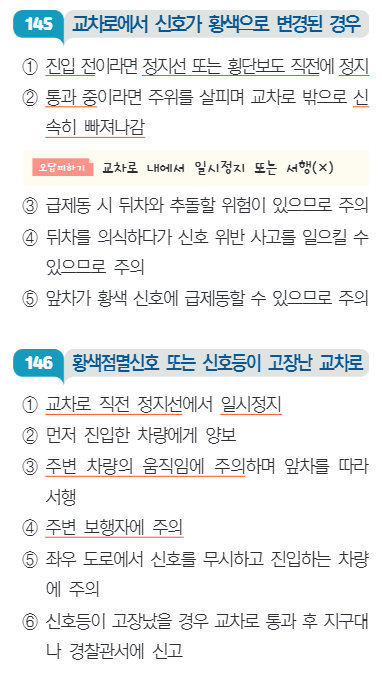 145 교차로에서 신호가 황색으로 변경된 경우
① 진입 전이라면 정지선 또는 횡단보도 직전에 정지
② 통과 중이라면 주위를 살피며 교차로 밖으로 신
속히 빠져나감
오답피하기 교차로 내에서 일시정지 또는 서행(×)
③ 급제동 시 뒤차와 추돌할 위험이 있으므로 주의
④ 뒤차를 의식하다가 신호 위반 사고를 일으킬 수
있으므로 주의
⑤ 앞차가 황색 신호에 급제동할 수 있으므로 주의
146 황색점멸신호 또는 신호등이 고장난 교차로
① 교차로 직전 정지선에서 일시정지
② 먼저 진입한 차량에게 양보
③ 주변 차량의 움직임에 주의하며 앞차를 따라
서행
④ 주변 보행자에 주의
⑤ 좌우 도로에서 신호를 무시하고 진입하는 차량
에 주의
⑥ 신호등이 고장났을 경우 교차로 통과 후 지구대
나 경찰관서에 신고